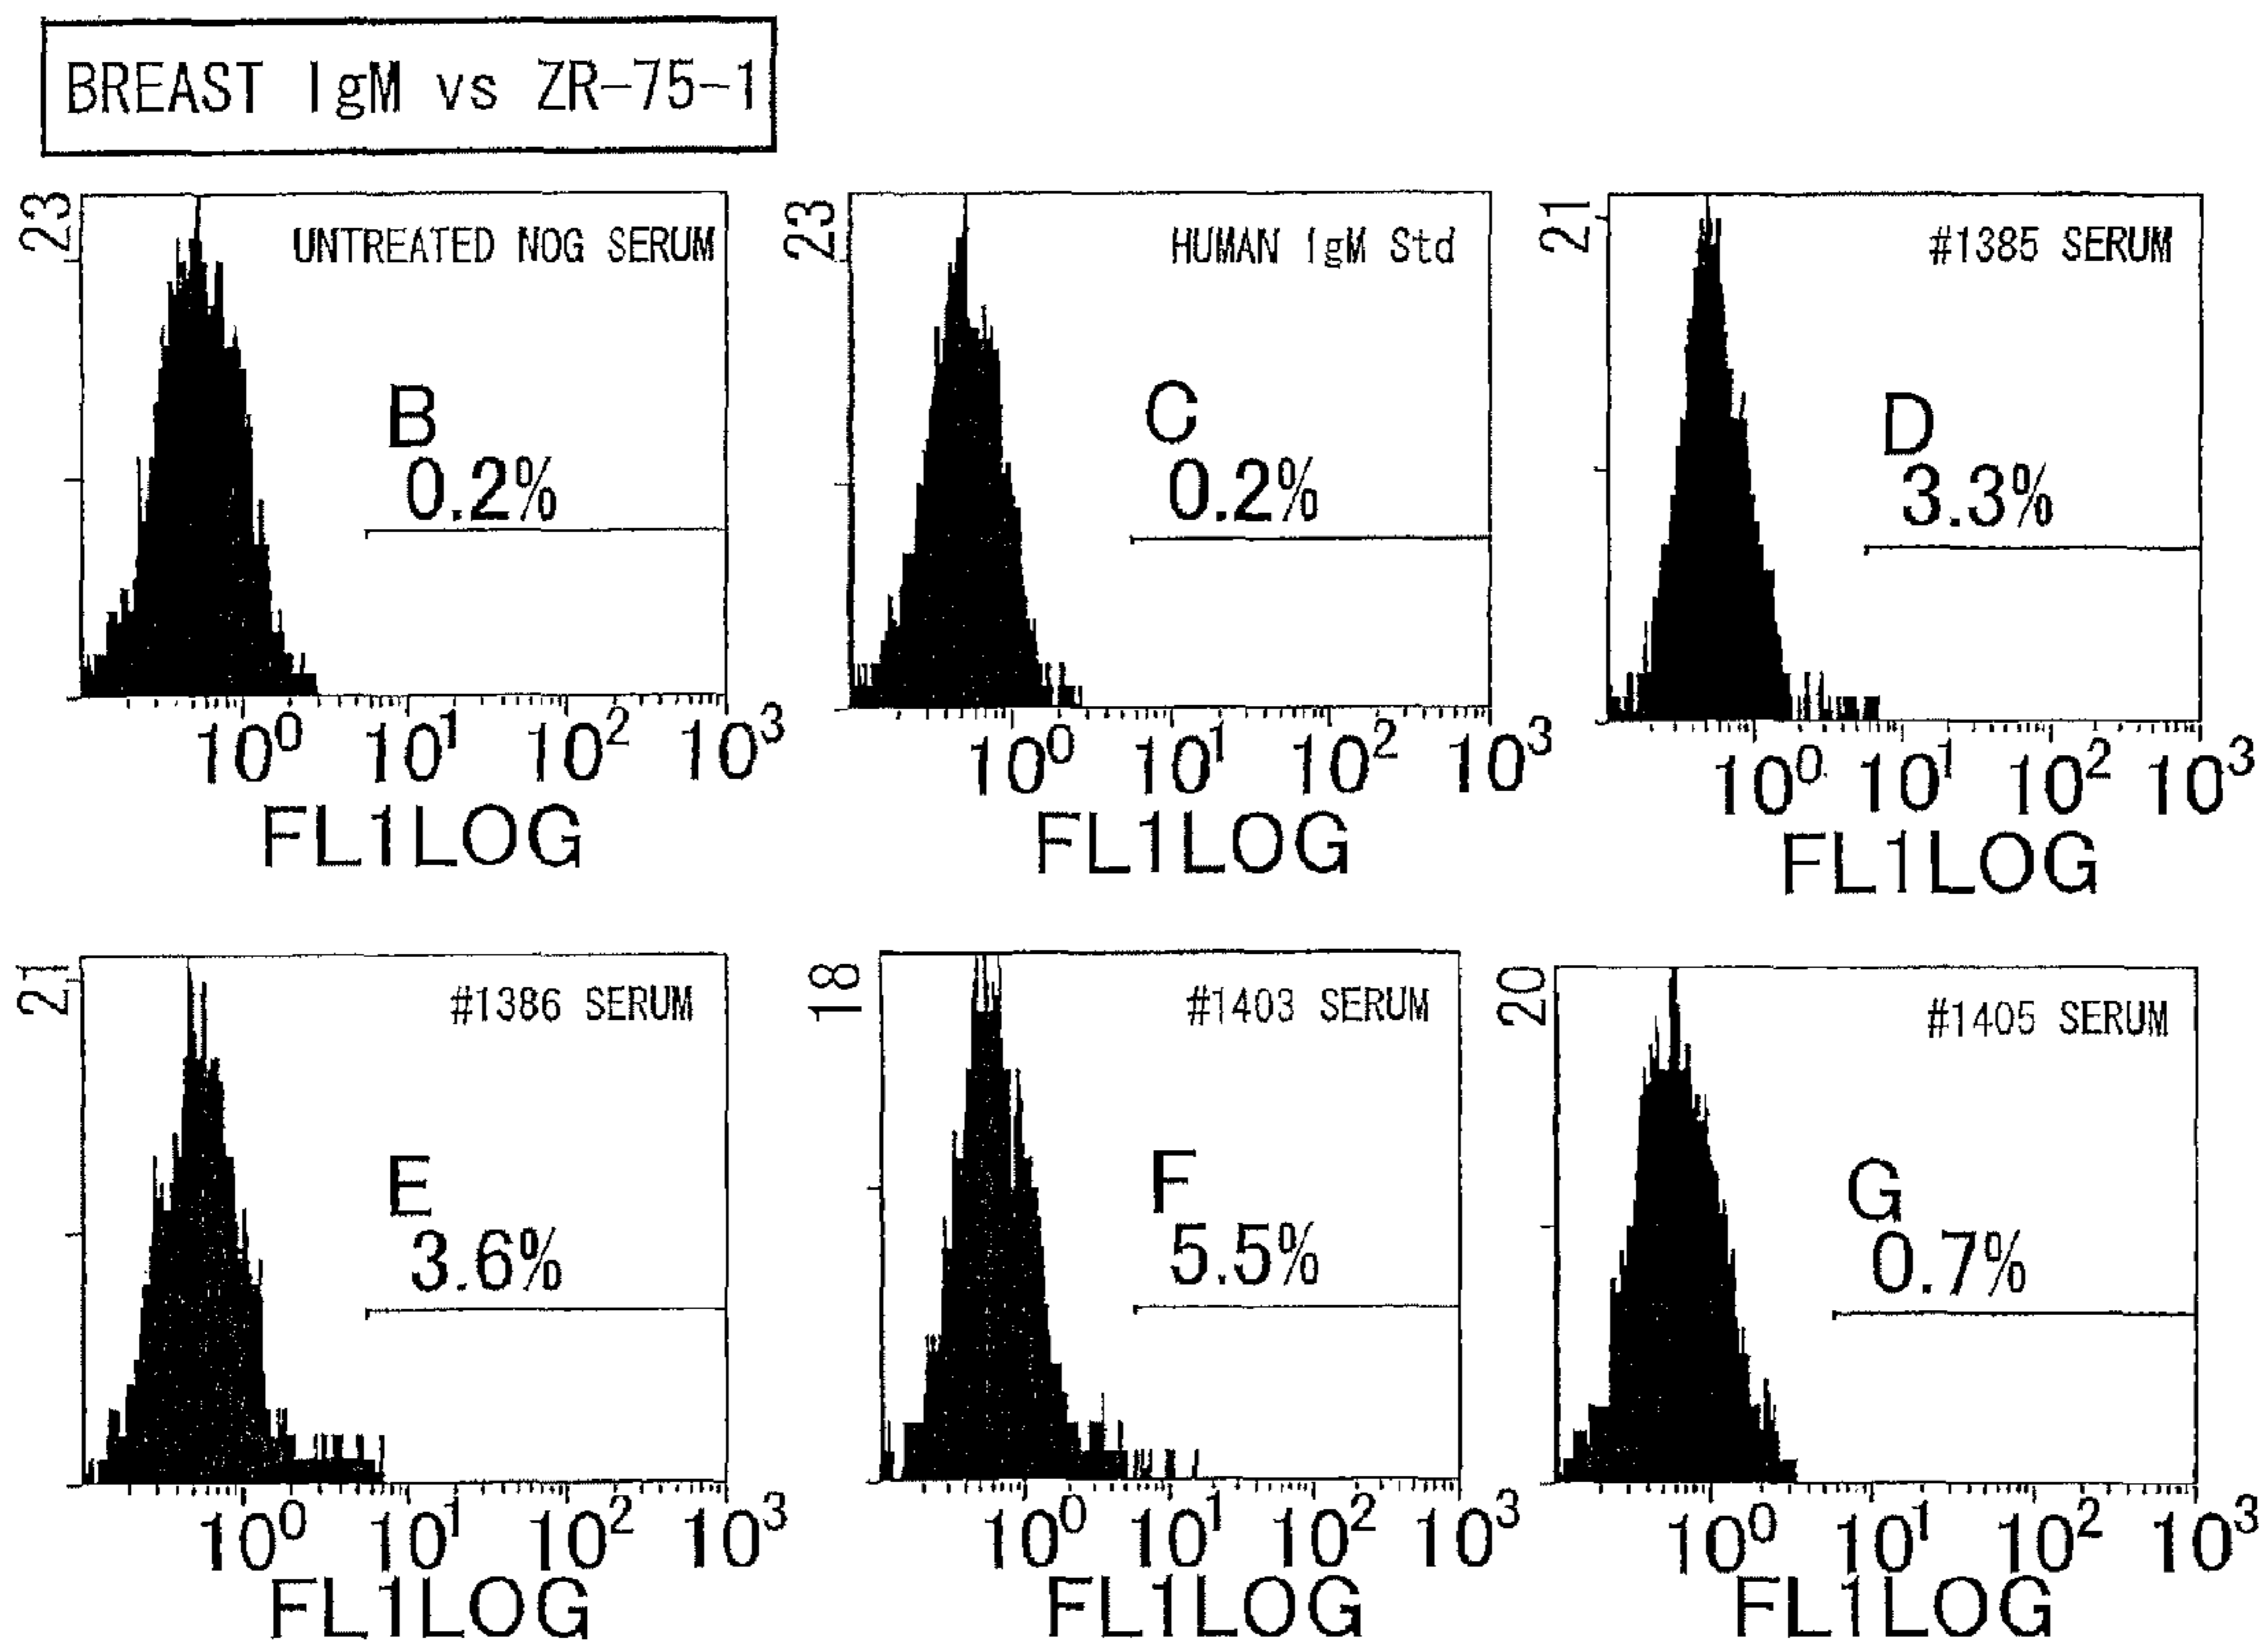 BREAST IgM vs ZR-75-1
23
UNTREATED NOG SERUM
B
0.2%
10⁰ 10¹ 10² 10³
FL1LOG
23
HUMAN IgM Std
C
0.2%
10⁰ 10¹ 10² 10³
FL1LOG
21
#1385 SERUM
D
3.3%
10⁰ 10¹ 10² 10³
FL1LOG
21
#1386 SERUM
E
3.6%
10⁰ 10¹ 10² 10³
FL1LOG
18
#1403 SERUM
F
5.5%
10⁰ 10¹ 10² 10³
FL1LOG
20
#1405 SERUM
G
0.7%
10⁰ 10¹ 10² 10³
FL1LOG